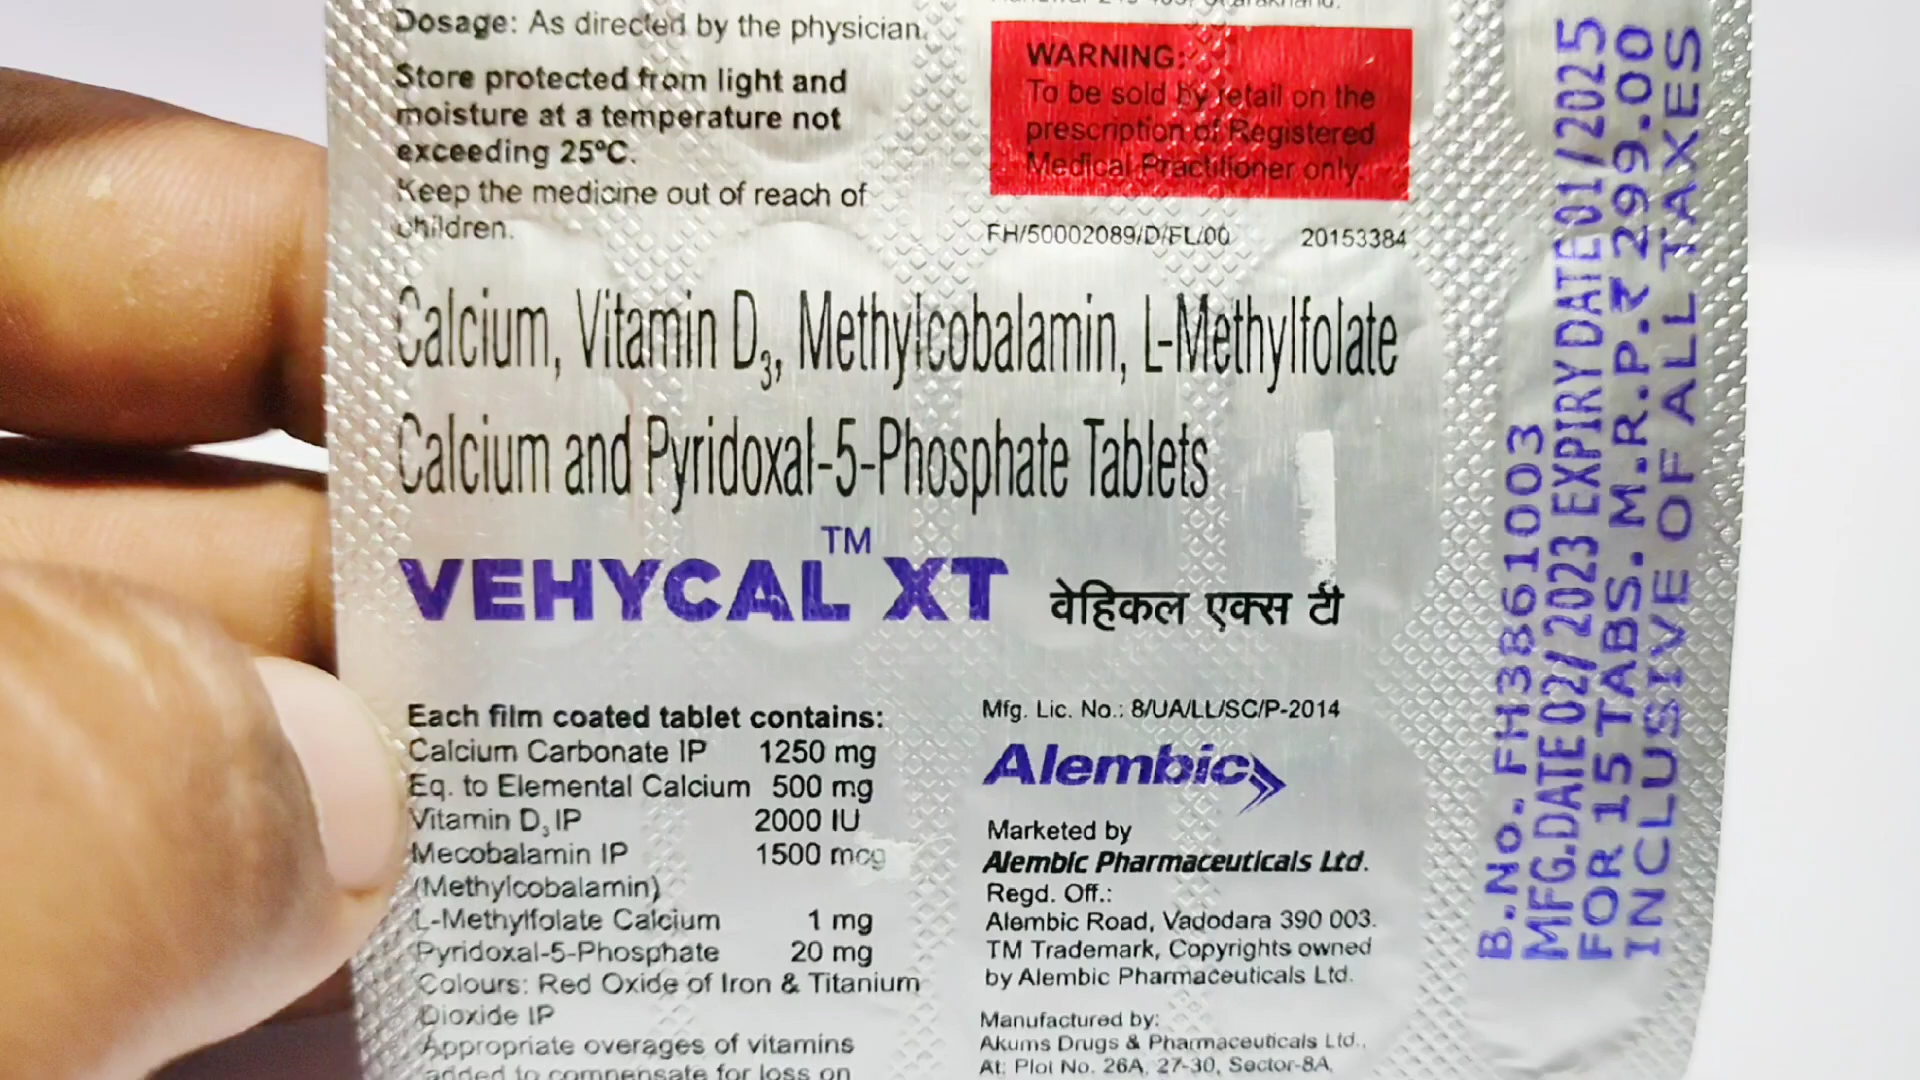 Dosage: As directed by the physician.
Store protected from light and
moisture at a temperature not
exceeding 25°C.
Keep the medicine out of reach of
children.
WARNING:
To be sold by retail on the
prescription of Registered
Medical Practitioner only.
FH/50002089/D/FL/00 20153384
Calcium, Vitamin D₃, Methylcobalamin, L-Methylfolate
Calcium and Pyridoxal-5-Phosphate Tablets
VEHYCAL™ XT वेहिकल एक्स टी
Each film coated tablet contains:
Calcium Carbonate IP 1250 mg
Eq. to Elemental Calcium 500 mg
Vitamin D₃ IP 2000 IU
Mecobalamin IP 1500 mcg
(Methylcobalamin)
L-Methylfolate Calcium 1 mg
Pyridoxal-5-Phosphate 20 mg
Colours: Red Oxide of Iron & Titanium
Dioxide IP
Appropriate overages of vitamins
added to compensate for loss on
Mfg. Lic. No.: 8/UA/LL/SC/P-2014
Alembic
Marketed by
Alembic Pharmaceuticals Ltd.
Regd. Off.:
Alembic Road, Vadodara 390 003.
TM Trademark, Copyrights owned
by Alembic Pharmaceuticals Ltd.
Manufactured by:
Akums Drugs & Pharmaceuticals Ltd.,
At: Plot No. 26A, 27-30, Sector-8A,
B.No. FH3B61003
MFG.DATE 02/2023 EXPIRY DATE 01/2025
FOR 15 TABS. M.R.P.₹ 299.00
INCLUSIVE OF ALL TAXES